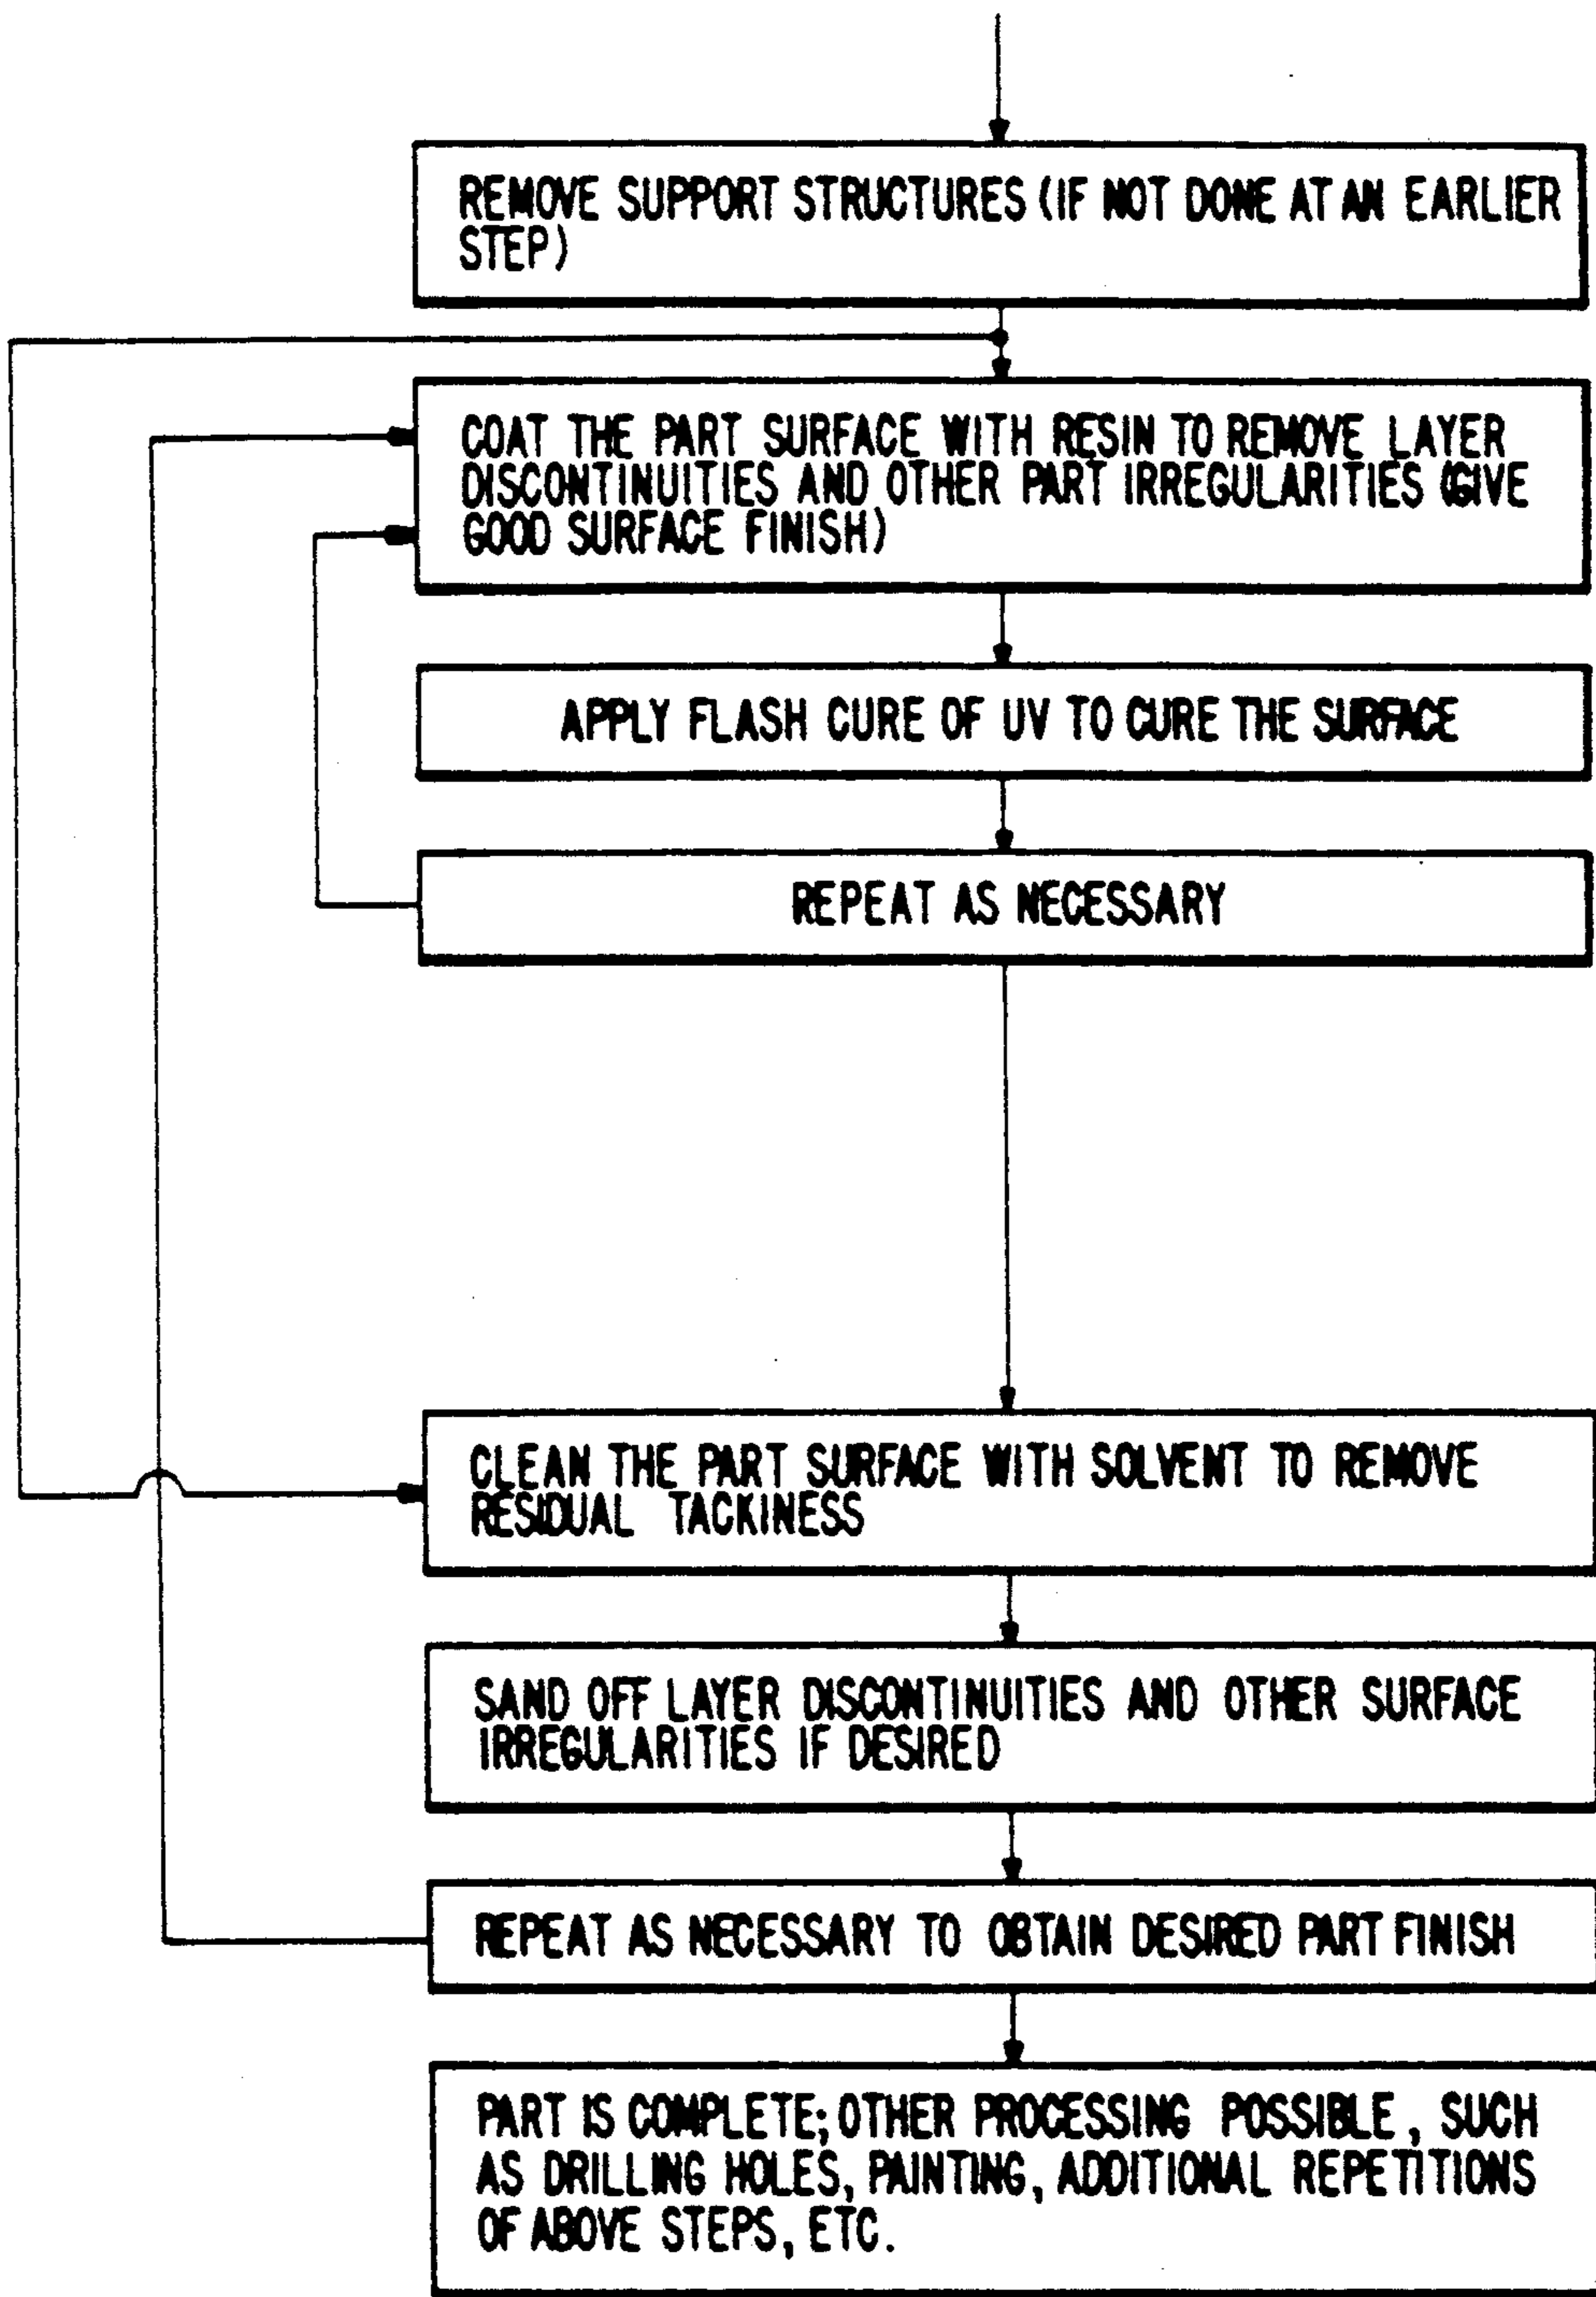 REMOVE SUPPORT STRUCTURES (IF NOT DONE AT AN EARLIER
STEP)
COAT THE PART SURFACE WITH RESIN TO REMOVE LAYER
DISCONTINUITIES AND OTHER PART IRREGULARITIES (GIVE
GOOD SURFACE FINISH)
APPLY FLASH CURE OF UV TO CURE THE SURFACE
REPEAT AS NECESSARY
CLEAN THE PART SURFACE WITH SOLVENT TO REMOVE
RESIDUAL TACKINESS
SAND OFF LAYER DISCONTINUITIES AND OTHER SURFACE
IRREGULARITIES IF DESIRED
REPEAT AS NECESSARY TO OBTAIN DESIRED PART FINISH
PART IS COMPLETE; OTHER PROCESSING POSSIBLE, SUCH
AS DRILLING HOLES, PAINTING, ADDITIONAL REPETITIONS
OF ABOVE STEPS, ETC.